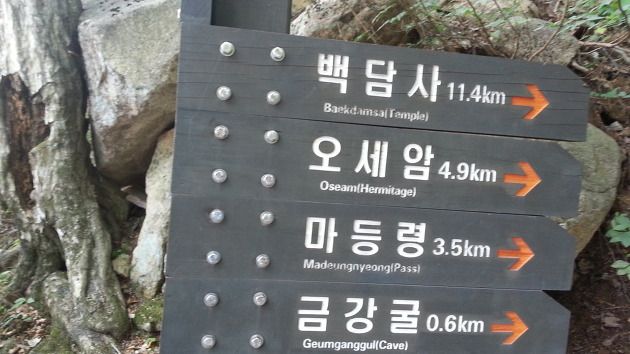 백담사 11.4km →
Baekdamsa(Temple)
오세암 4.9km →
Oseam(Hermitage)
마등령 3.5km →
Madeungnyeong(Pass)
금강굴 0.6km →
Geumganggul(Cave)